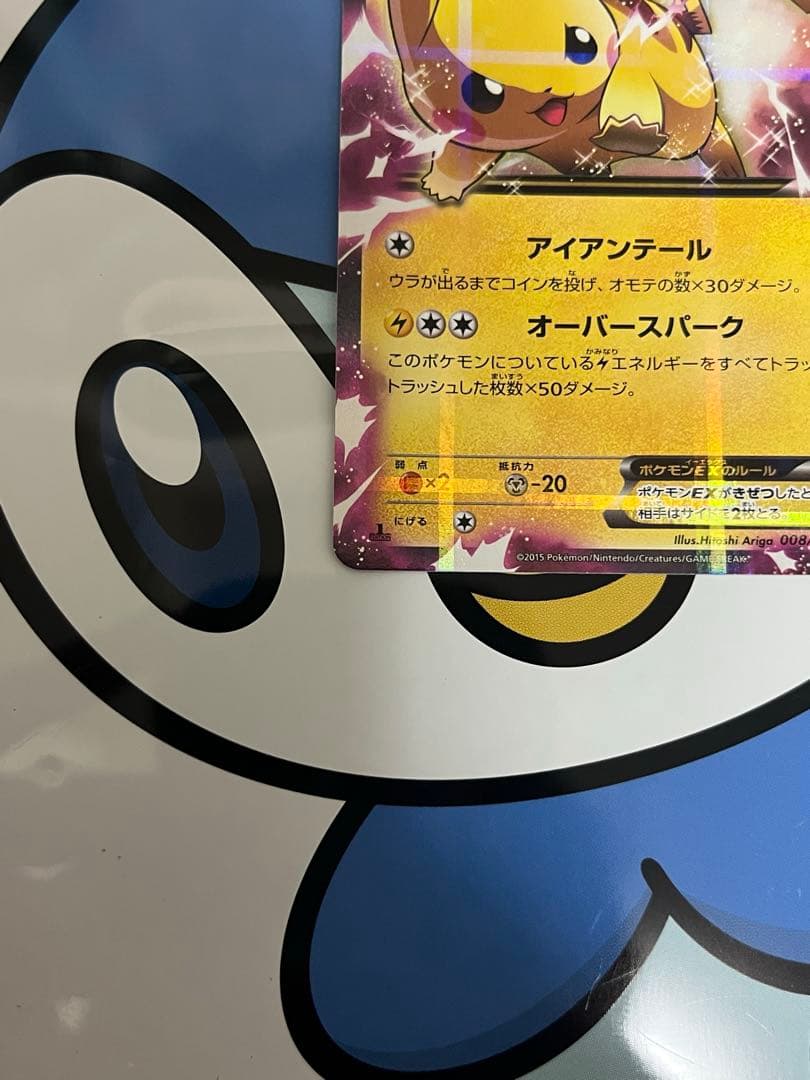 アイアンテール
ウラが出るまでコインを投げ、オモテの数×30ダメージ。
オーバースパーク
このポケモンについているエネルギーをすべてトラッ
トラッシュした枚数×50ダメージ。
弱点 抵抗力
×2 -20
ポケモンEXのルール
ポケモンEXがきぜつしたと
相手はサイドを2枚とる。
にげる
Illus.Hitoshi Ariga 008/
©2015 Pokémon/Nintendo/Creatures/GAME FREAK